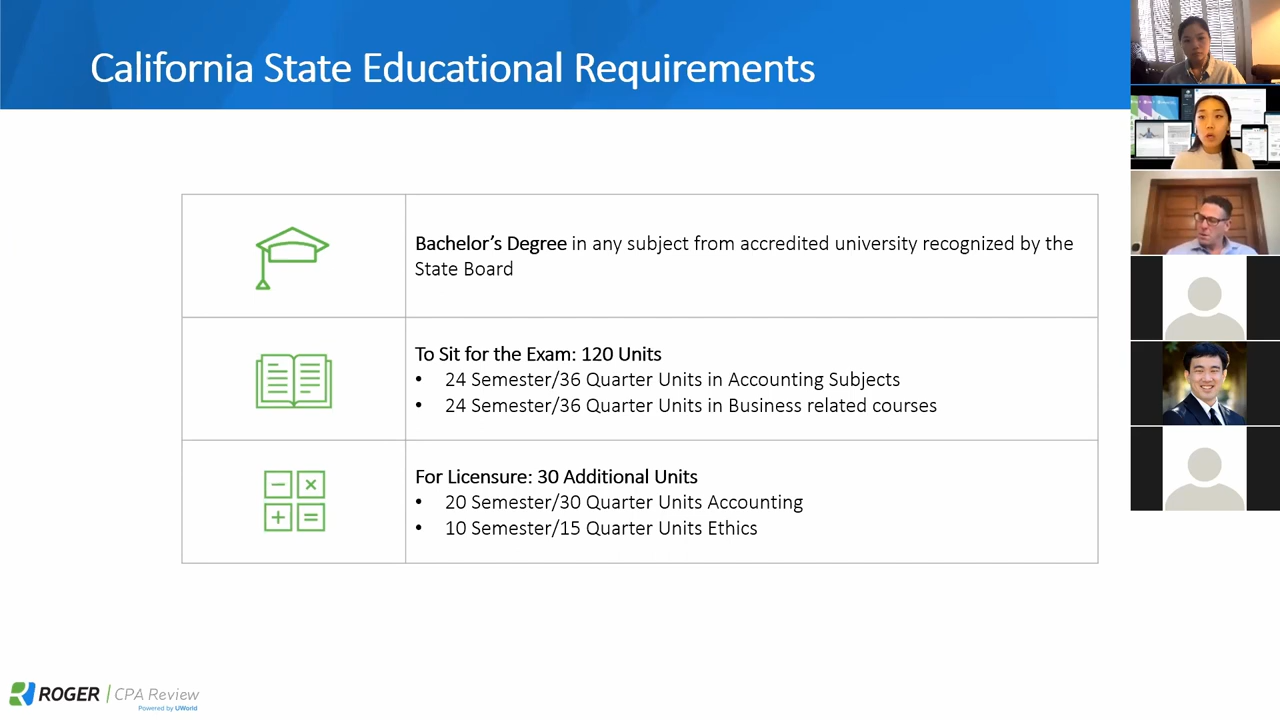 California State Educational Requirements
Bachelor’s Degree in any subject from accredited university recognized by the
State Board
To Sit for the Exam: 120 Units
• 24 Semester/36 Quarter Units in Accounting Subjects
• 24 Semester/36 Quarter Units in Business related courses
For Licensure: 30 Additional Units
• 20 Semester/30 Quarter Units Accounting
• 10 Semester/15 Quarter Units Ethics
ROGER | CPA Review
Powered by UWorld